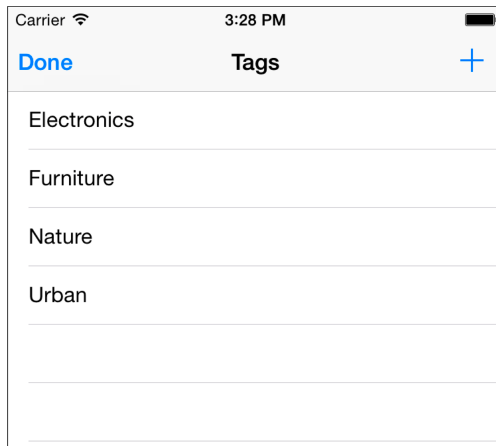 Carrier 3:28 PM
Done Tags +
Electronics
Furniture
Nature
Urban